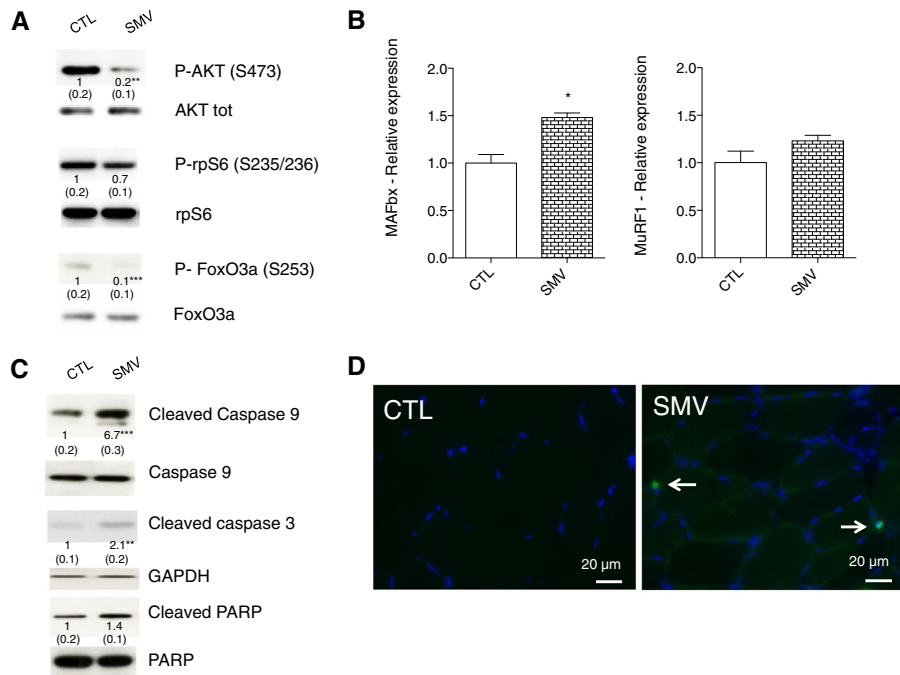 A
CTL SMV
P-AKT (S473)
1 0.2**
(0.2) (0.1)
AKT tot
P-rpS6 (S235/236)
1 0.7
(0.2) (0.1)
rpS6
P- FoxO3a (S253)
1 0.1***
(0.2) (0.1)
FoxO3a
B
MAFbx - Relative expression
2.0
1.5
1.0
0.5
0.0
*
CTL SMV
MuRF1 - Relative expression
2.0
1.5
1.0
0.5
0.0
CTL SMV
C
CTL SMV
Cleaved Caspase 9
1 6.7***
(0.2) (0.3)
Caspase 9
Cleaved caspase 3
1 2.1**
(0.1) (0.2)
GAPDH
Cleaved PARP
1 1.4
(0.2) (0.1)
PARP
D
CTL
20 µm
SMV
20 µm